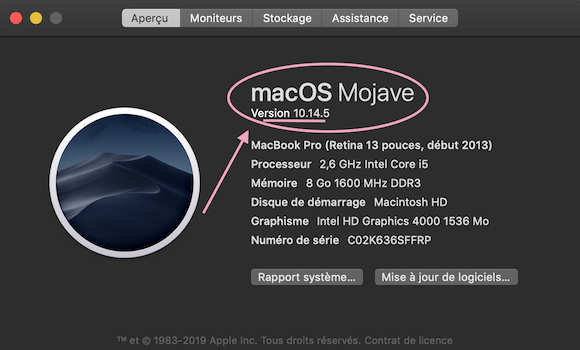 Aperçu Moniteurs Stockage Assistance Service
macOS Mojave
Version 10.14.5
MacBook Pro (Retina 13 pouces, début 2013)
Processeur 2,6 GHz Intel Core i5
Mémoire 8 Go 1600 MHz DDR3
Disque de démarrage Macintosh HD
Graphisme Intel HD Graphics 4000 1536 Mo
Numéro de série C02K636SFFRP
Rapport système... Mise à jour de logiciels...
™ et © 1983-2019 Apple Inc. Tous droits réservés. Contrat de licence